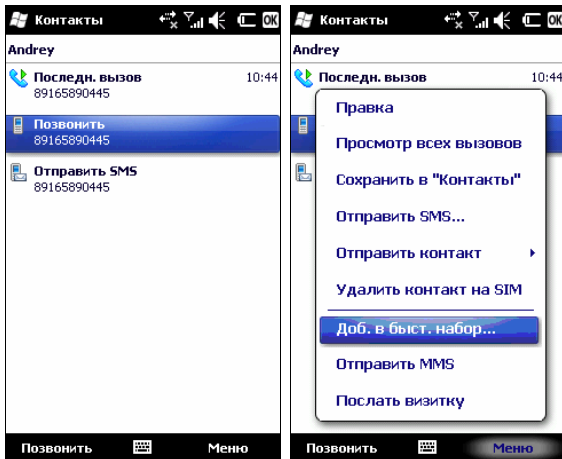 Контакты
OK
Andrey
Последн. вызов 10:44
89165890445
Позвонить
89165890445
Отправить SMS
89165890445
Позвонить Меню
Контакты
OK
Andrey
Последн. вызов 10:44
Правка
Просмотр всех вызовов
Сохранить в "Контакты"
Отправить SMS...
Отправить контакт
Удалить контакт на SIM
Доб. в быст. набор...
Отправить MMS
Послать визитку
Позвонить Меню